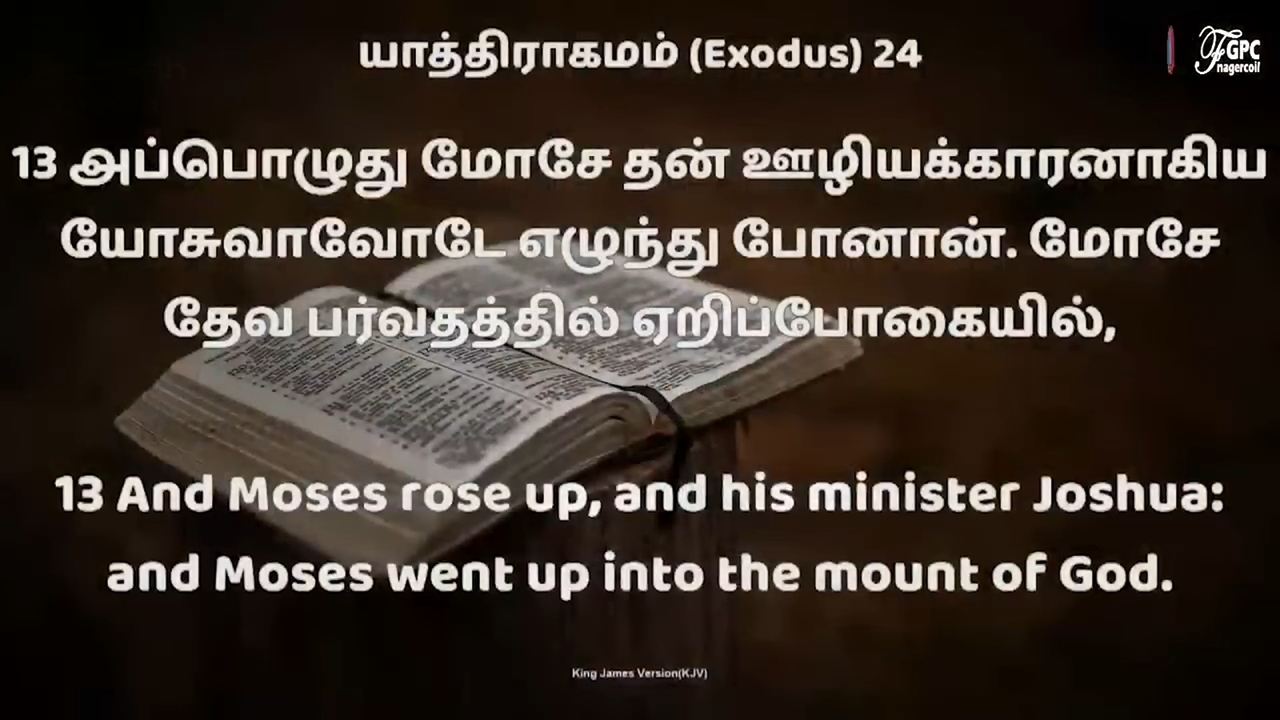 யாத்திராகமம் (Exodus) 24
GPC
nagercoil
13 அப்பொழுது மோசே தன் ஊழியக்காரனாகிய
யோசுவாவோடே எழுந்து போனான். மோசே
தேவ பர்வதத்தில் ஏறிப்போகையில்,
13 And Moses rose up, and his minister Joshua:
and Moses went up into the mount of God.
King James Version(KJV)